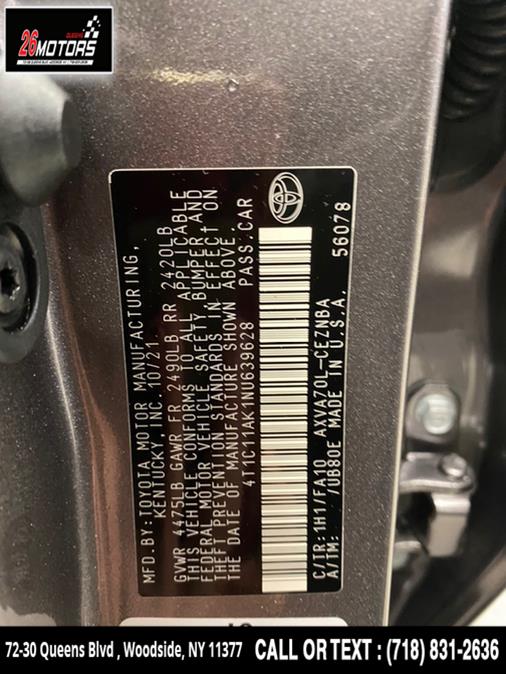 QUEENS
26MOTORS
MFD. BY: TOYOTA MOTOR MANUFACTURING,
KENTUCKY, INC. 10/21
GVWR 4475LB GAWR FR 2490LB RR 2420LB
THIS VEHICLE CONFORMS TO ALL APPLICABLE
FEDERAL MOTOR VEHICLE SAFETY, BUMPER AND
THEFT PREVENTION STANDARDS IN EFFECT ON
THE DATE OF MANUFACTURE SHOWN ABOVE.
4T1C11AK1NU639628 PASS.CAR
C/TR: 1H1/FA10 AXVA70L-CEZNBA
A/TM: /UB80E MADE IN U.S.A. 56078
72-30 Queens Blvd , Woodside, NY 11377 CALL OR TEXT : (718) 831-2636